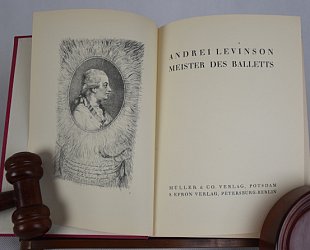 ANDREI LEVINSON
MEISTER DES BALLETTS
MÜLLER & CO. VERLAG, POTSDAM
S. EFRON VERLAG, PETERSBURG-BERLIN